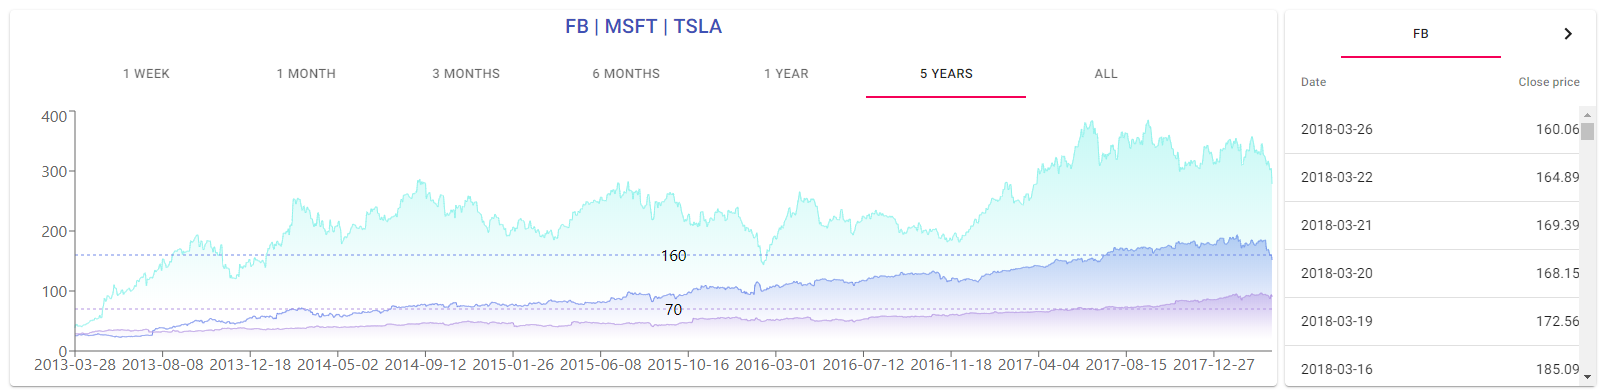 FB | MSFT | TSLA
1 WEEK 1 MONTH 3 MONTHS 6 MONTHS 1 YEAR 5 YEARS ALL
400
300
200
160
100
70
0
2013-03-28 2013-08-08 2013-12-18 2014-05-02 2014-09-12 2015-01-26 2015-06-08 2015-10-15 2016-03-01 2016-07-12 2016-11-18 2017-04-04 2017-08-15 2017-12-27
FB
Date Close price
2018-03-26 160.06
2018-03-22 164.89
2018-03-21 169.39
2018-03-20 168.15
2018-03-19 172.56
2018-03-16 185.09